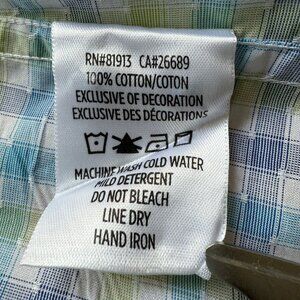 RN#81913 CA#26689
100% COTTON/COTON
EXCLUSIVE OF DECORATION
EXCLUSIVE DES DÉCORATIONS
MACHINE WASH COLD WATER
MILD DETERGENT
DO NOT BLEACH
LINE DRY
HAND IRON